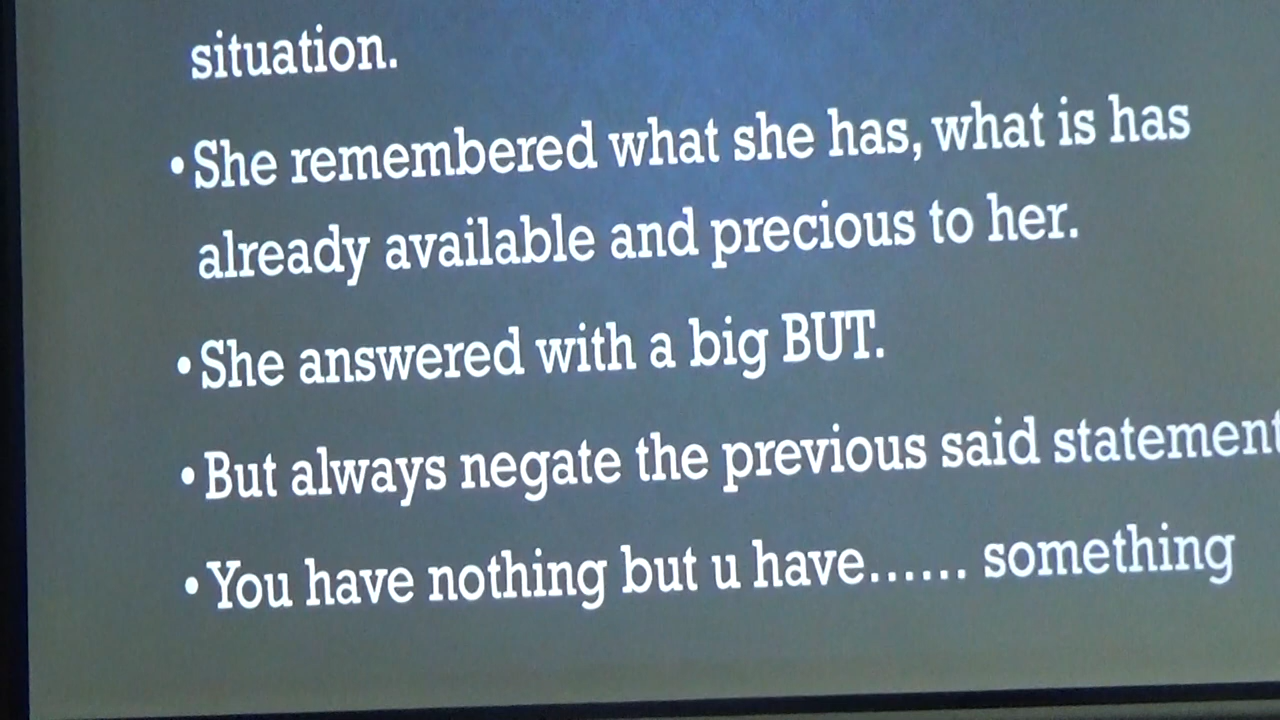 situation.
• She remembered what she has, what is has
already available and precious to her.
• She answered with a big BUT.
• But always negate the previous said statement
• You have nothing but u have...... something